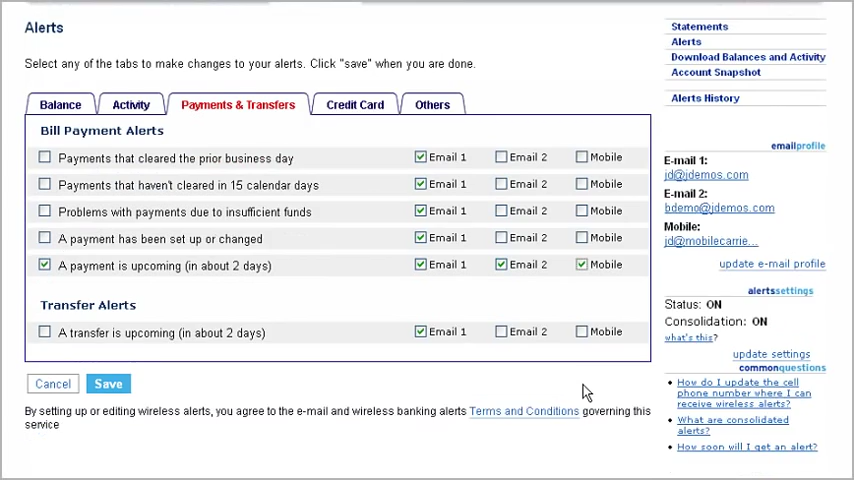 Alerts
Select any of the tabs to make changes to your alerts. Click "save" when you are done.
Balance
Activity
Payments & Transfers
Credit Card
Others
Bill Payment Alerts
Payments that cleared the prior business day Email 1 Email 2 Mobile
Payments that haven't cleared in 15 calendar days Email 1 Email 2 Mobile
Problems with payments due to insufficient funds Email 1 Email 2 Mobile
A payment has been set up or changed Email 1 Email 2 Mobile
A payment is upcoming (in about 2 days) Email 1 Email 2 Mobile
Transfer Alerts
A transfer is upcoming (in about 2 days) Email 1 Email 2 Mobile
Cancel
Save
By setting up or editing wireless alerts, you agree to the e-mail and wireless banking alerts Terms and Conditions governing this
service
Statements
Alerts
Download Balances and Activity
Account Snapshot
Alerts History
emailprofile
E-mail 1:
jd@jdemos.com
E-mail 2:
bdemo@jdemos.com
Mobile:
jd@mobilecarrie...
update e-mail profile
alertssettings
Status: ON
Consolidation: ON
what's this?
update settings
commonquestions
How do I update the cell
phone number where I can
receive wireless alerts?
What are consolidated
alerts?
How soon will I get an alert?